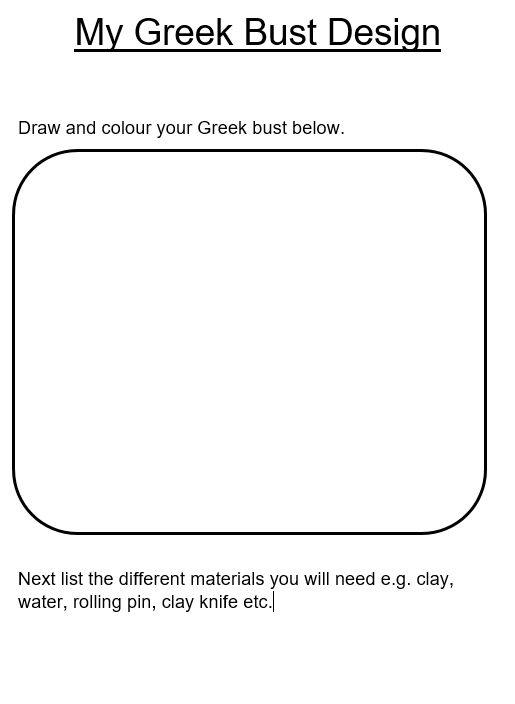 My Greek Bust Design
Draw and colour your Greek bust below.
Next list the different materials you will need e.g. clay,
water, rolling pin, clay knife etc.